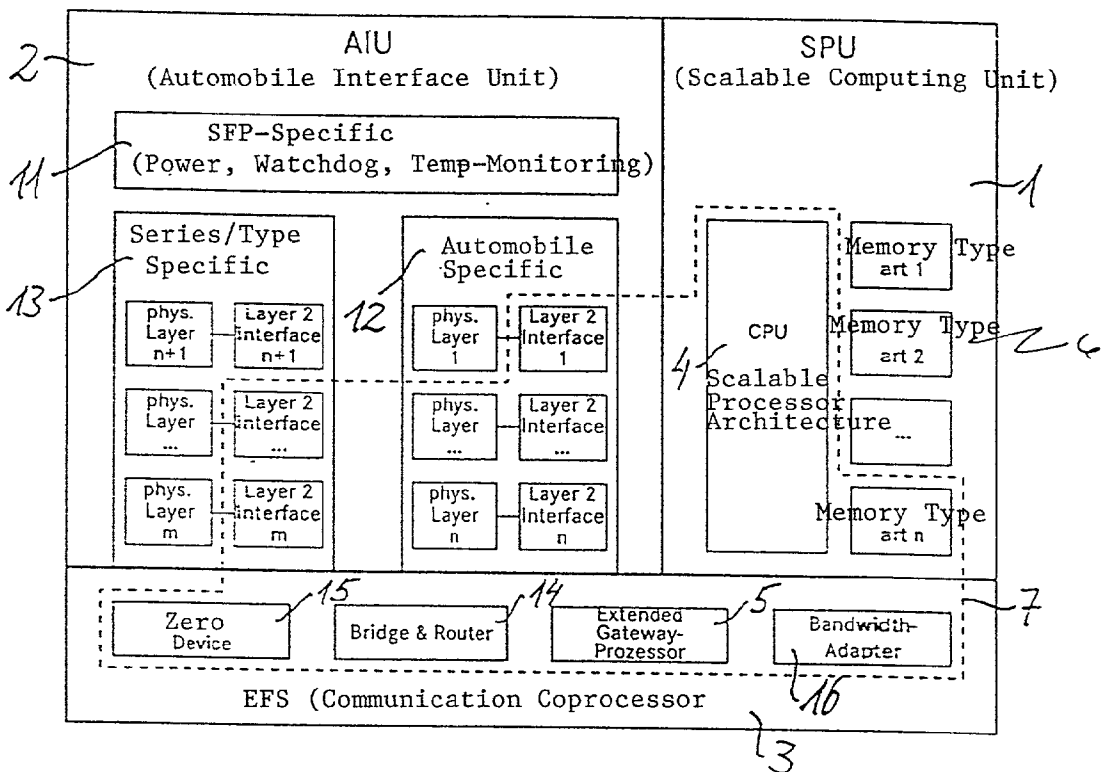 AIU
(Automobile Interface Unit)
2
SFP-Specific
(Power, Watchdog, Temp-Monitoring)
11
Series/Type
Specific
13
phys.
Layer
n+1
Layer 2
Interface
n+1
phys.
Layer
...
Layer 2
Interface
...
phys.
Layer
m
Layer 2
Interface
m
Automobile
Specific
12
phys.
Layer
1
Layer 2
Interface
1
phys.
Layer
...
Layer 2
Interface
...
phys.
Layer
n
Layer 2
Interface
n
SPU
(Scalable Computing Unit)
1
CPU
4
Scalable
Processor
Architecture
Memory Type
art 1
Memory Type
art 2
6
...
Memory Type
art n
7
Zero
Device
15
Bridge & Router
14
Extended
Gateway-
Prozessor
5
Bandwidth-
Adapter
16
EFS (Communication Coprocessor
3